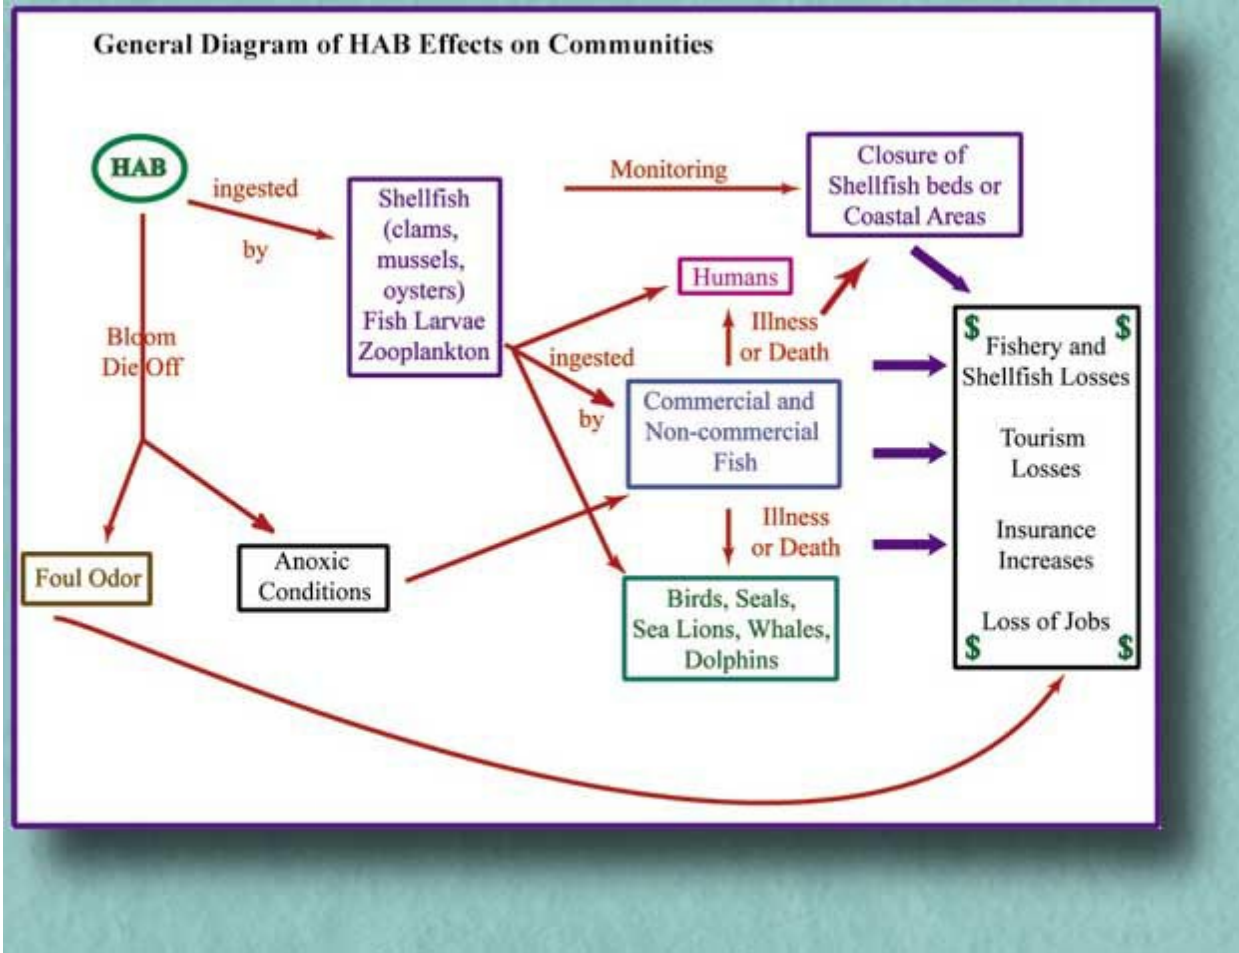 General Diagram of HAB Effects on Communities
HAB
ingested
by
Shellfish
(clams,
mussels,
oysters)
Fish Larvae
Zooplankton
Monitoring
Closure of
Shellfish beds or
Coastal Areas
Humans
Illness
or Death
Bloom
Die Off
ingested
by
Commercial and
Non-commercial
Fish
Illness
or Death
Foul Odor
Anoxic
Conditions
Birds, Seals,
Sea Lions, Whales,
Dolphins
$ $
Fishery and
Shellfish Losses
Tourism
Losses
Insurance
Increases
Loss of Jobs
$ $